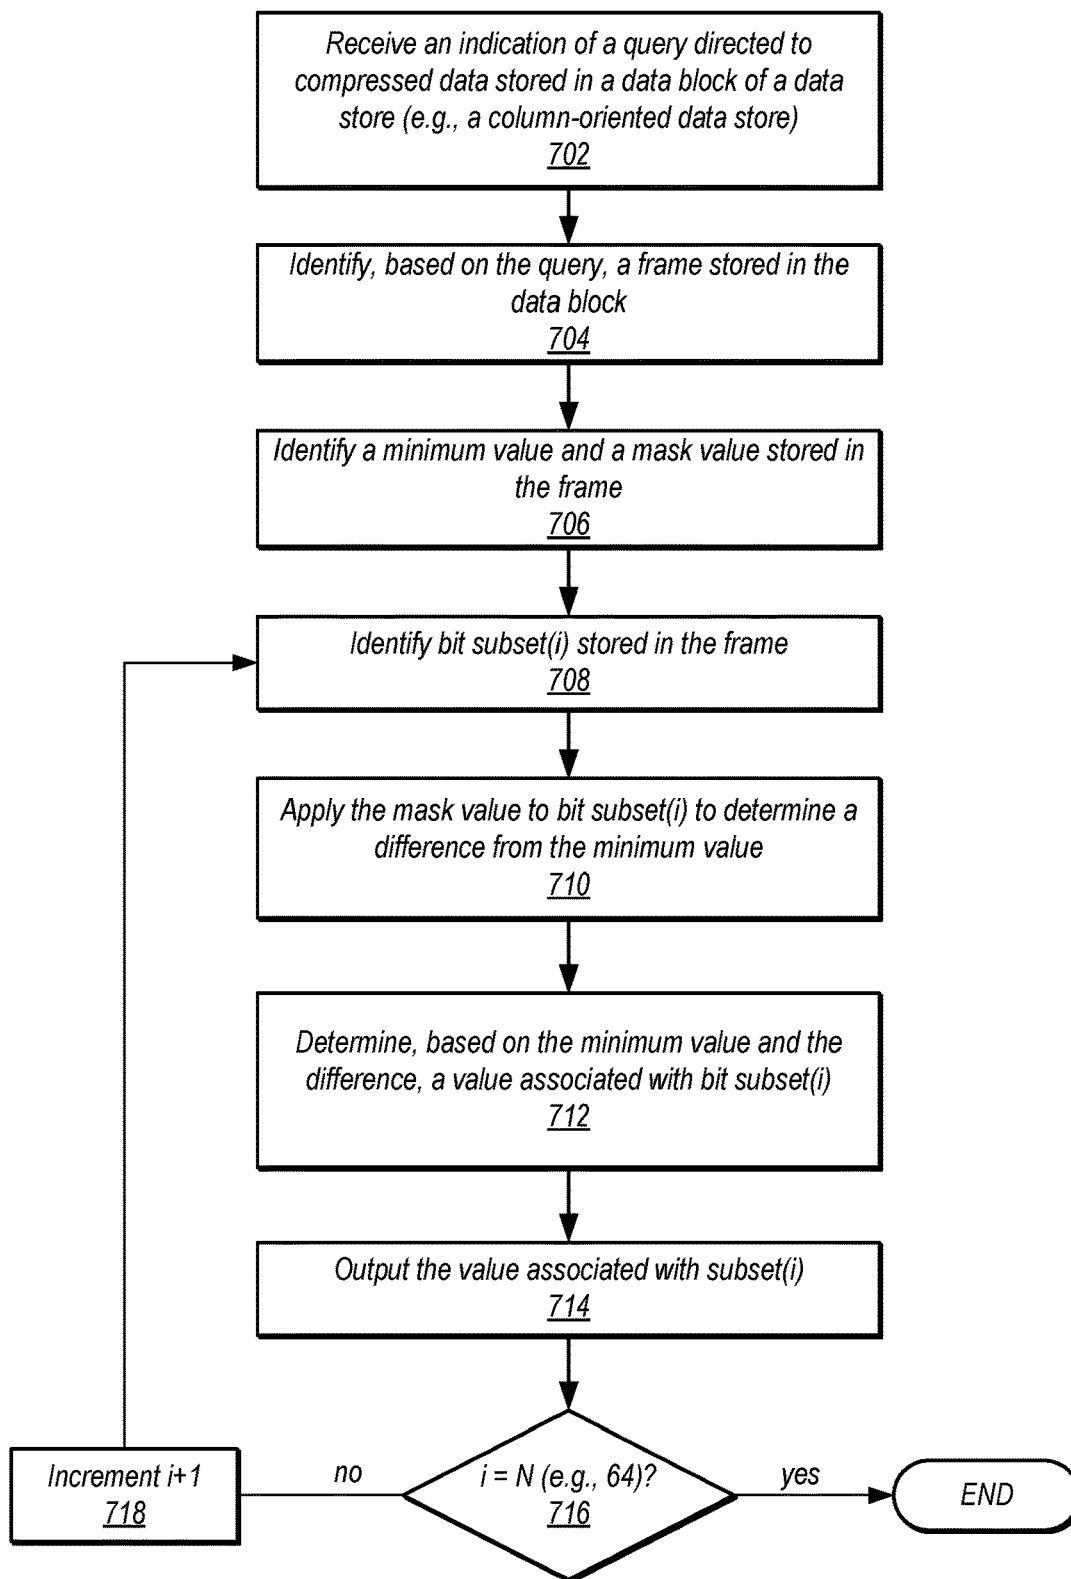 Receive an indication of a query directed to
compressed data stored in a data block of a data
store (e.g., a column-oriented data store)
702
Identify, based on the query, a frame stored in the
data block
704
Identify a minimum value and a mask value stored in
the frame
706
Identify bit subset(i) stored in the frame
708
Apply the mask value to bit subset(i) to determine a
difference from the minimum value
710
Determine, based on the minimum value and the
difference, a value associated with bit subset(i)
712
Output the value associated with subset(i)
714
Increment i+1
718
no
i = N (e.g., 64)?
716
yes
END